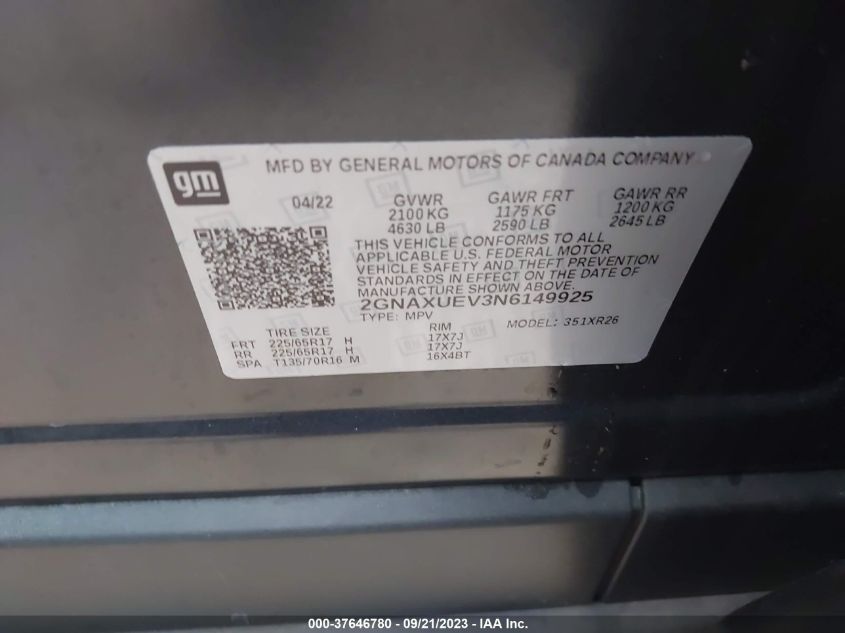 gm
MFD BY GENERAL MOTORS OF CANADA COMPANY
04/22 GVWR GAWR FRT GAWR RR
2100 KG 1175 KG 1200 KG
4630 LB 2590 LB 2645 LB
THIS VEHICLE CONFORMS TO ALL
APPLICABLE U.S. FEDERAL MOTOR
VEHICLE SAFETY AND THEFT PREVENTION
STANDARDS IN EFFECT ON THE DATE OF
MANUFACTURE SHOWN ABOVE.
2GNAXUEV3N6149925
TYPE: MPV MODEL: 351XR26
TIRE SIZE RIM
FRT 225/65R17 H 17X7J
RR 225/65R17 H 17X7J
SPA T135/70R16 M 16X4BT
000-37646780 - 09/21/2023 - IAA Inc.